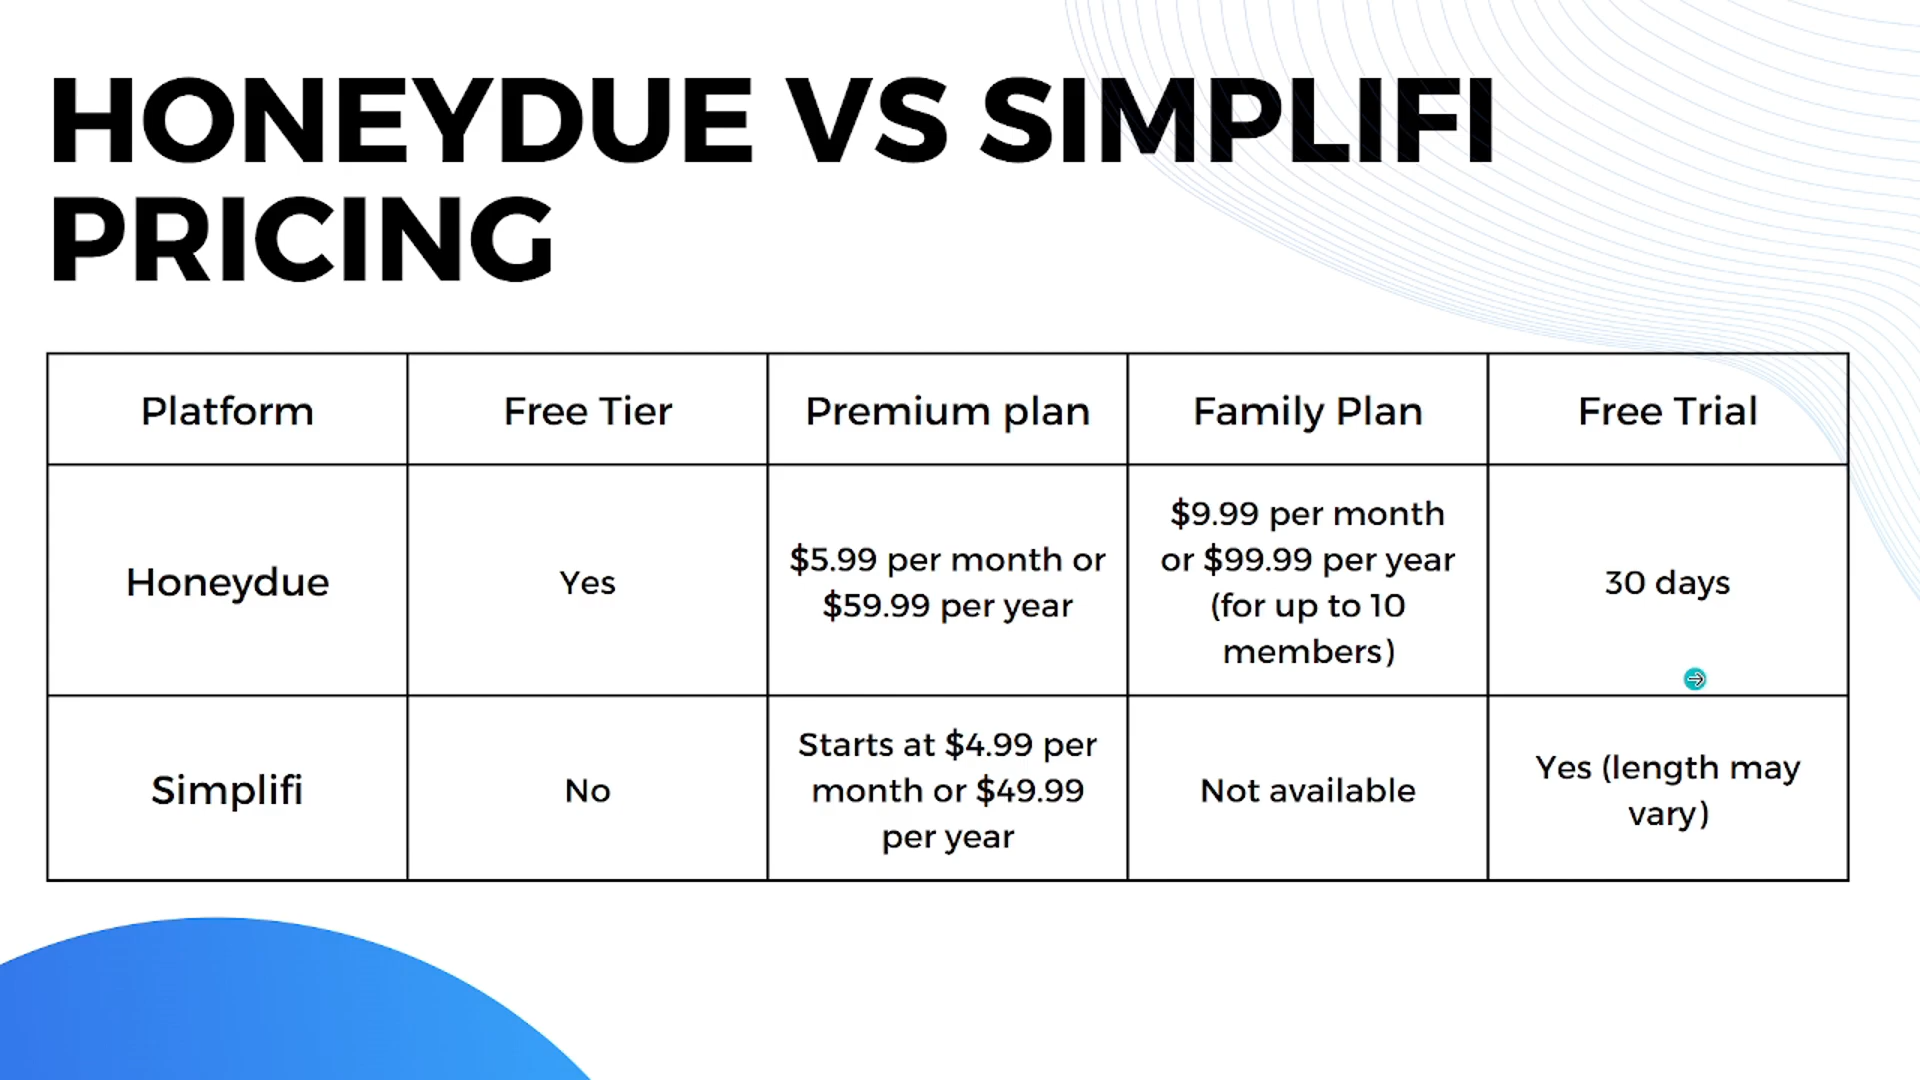 HONEYDUE VS SIMPLIFI
PRICING
Platform
Free Tier
Premium plan
Family Plan
Free Trial
Honeydue
Yes
$5.99 per month or
$59.99 per year
$9.99 per month
or $99.99 per year
(for up to 10
members)
30 days
Simplifi
No
Starts at $4.99 per
month or $49.99
per year
Not available
Yes (length may
vary)